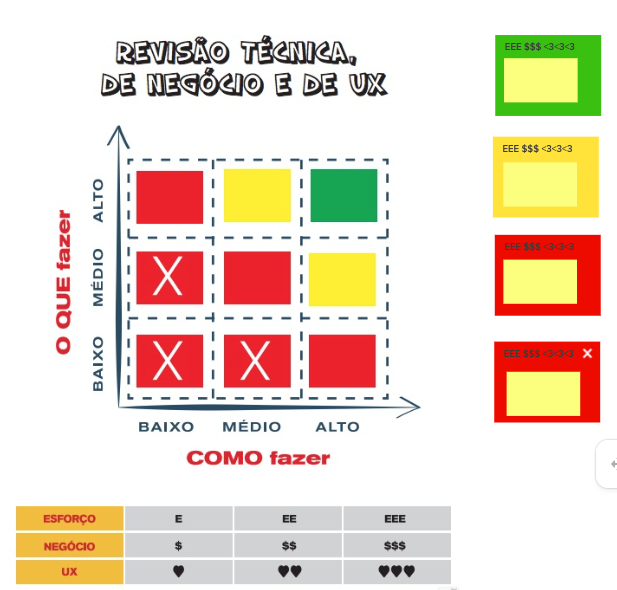 REVISÃO TÉCNICA,
DE NEGÓCIO E DE UX
O QUE fazer
ALTO
MÉDIO
BAIXO
X
X
X
BAIXO MÉDIO ALTO
COMO fazer
ESFORÇO E EE EEE
NEGÓCIO $ $$ $$$
UX ♥ ♥♥ ♥♥♥
EEE $$$ <3<3<3
EEE $$$ <3<3<3
EEE $$$ <3<3<3
EEE $$$ <3<3<3 X